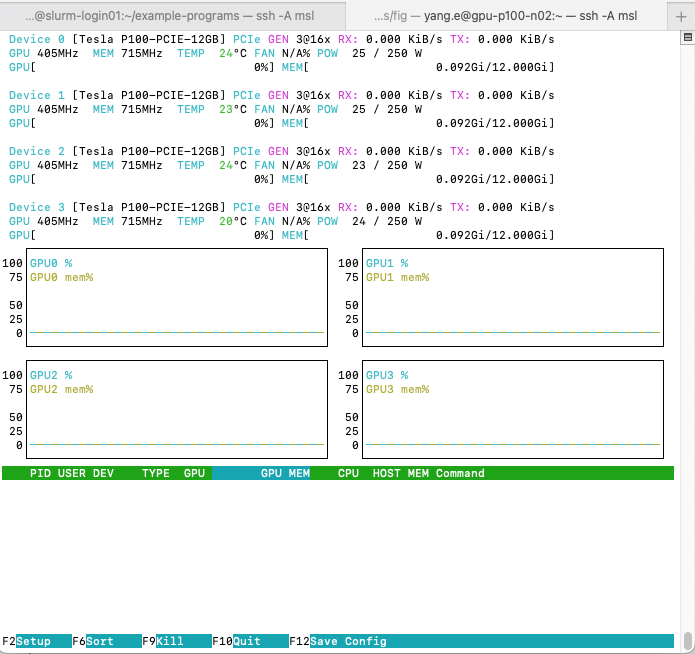 ...@slurm-login01:~/example-programs — ssh -A msl ...s/fig — yang.e@gpu-p100-n02:~ — ssh -A msl +
Device 0 [Tesla P100-PCIE-12GB] PCIe GEN 3@16x RX: 0.000 KiB/s TX: 0.000 KiB/s
GPU 405MHz MEM 715MHz TEMP 24°C FAN N/A% POW 25 / 250 W
GPU[ 0%] MEM[ 0.092Gi/12.000Gi]
Device 1 [Tesla P100-PCIE-12GB] PCIe GEN 3@16x RX: 0.000 KiB/s TX: 0.000 KiB/s
GPU 405MHz MEM 715MHz TEMP 23°C FAN N/A% POW 25 / 250 W
GPU[ 0%] MEM[ 0.092Gi/12.000Gi]
Device 2 [Tesla P100-PCIE-12GB] PCIe GEN 3@16x RX: 0.000 KiB/s TX: 0.000 KiB/s
GPU 405MHz MEM 715MHz TEMP 24°C FAN N/A% POW 23 / 250 W
GPU[ 0%] MEM[ 0.092Gi/12.000Gi]
Device 3 [Tesla P100-PCIE-12GB] PCIe GEN 3@16x RX: 0.000 KiB/s TX: 0.000 KiB/s
GPU 405MHz MEM 715MHz TEMP 20°C FAN N/A% POW 24 / 250 W
GPU[ 0%] MEM[ 0.092Gi/12.000Gi]
100 GPU0 % 100 GPU1 %
75 GPU0 mem% 75 GPU1 mem%
50 50
25 25
0 0
100 GPU2 % 100 GPU3 %
75 GPU2 mem% 75 GPU3 mem%
50 50
25 25
0 0
PID USER DEV TYPE GPU GPU MEM CPU HOST MEM Command
F2Setup F6Sort F9Kill F10Quit F12Save Config